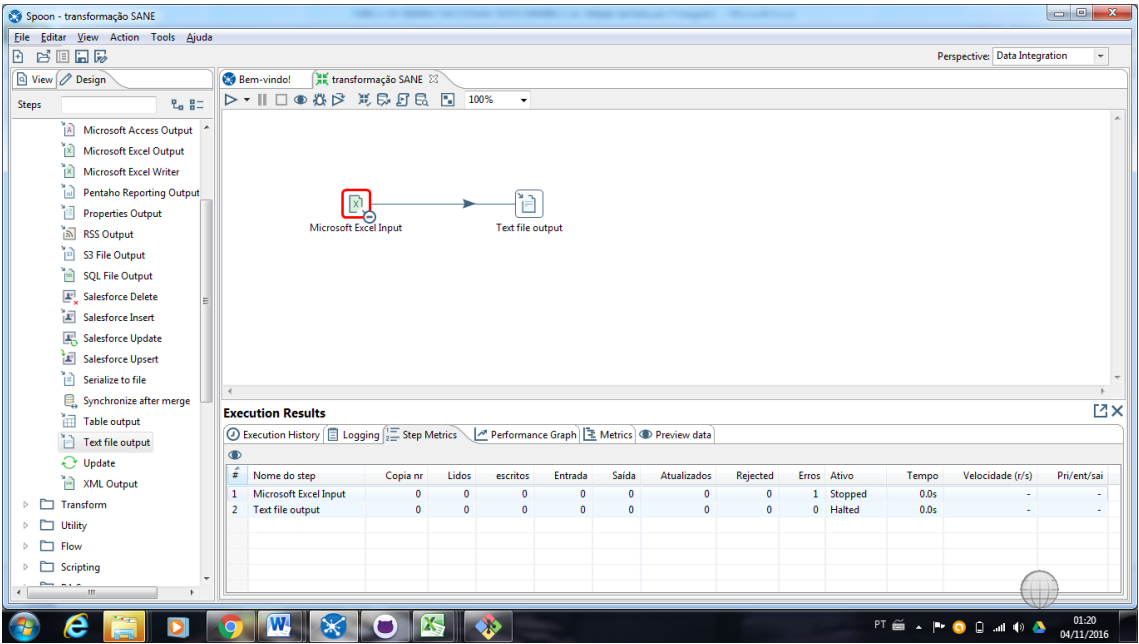 Spoon - transformação SANE
File Editar View Action Tools Ajuda
Perspective: Data Integration
View Design
Bem-vindo! transformação SANE
Steps
100%
Microsoft Access Output
Microsoft Excel Output
Microsoft Excel Writer
Pentaho Reporting Output
Properties Output
RSS Output
S3 File Output
SQL File Output
Salesforce Delete
Salesforce Insert
Salesforce Update
Salesforce Upsert
Serialize to file
Synchronize after merge
Table output
Text file output
Update
XML Output
Transform
Utility
Flow
Scripting
Microsoft Excel Input
Text file output
Execution Results
Execution History Logging Step Metrics Performance Graph Metrics Preview data
# Nome do step Copia nr Lidos escritos Entrada Saída Atualizados Rejected Erros Ativo Tempo Velocidade (r/s) Pri/ent/sai
1 Microsoft Excel Input 0 0 0 0 0 0 0 1 Stopped 0.0s - -
2 Text file output 0 0 0 0 0 0 0 0 Halted 0.0s - -
PT
01:20
04/11/2016